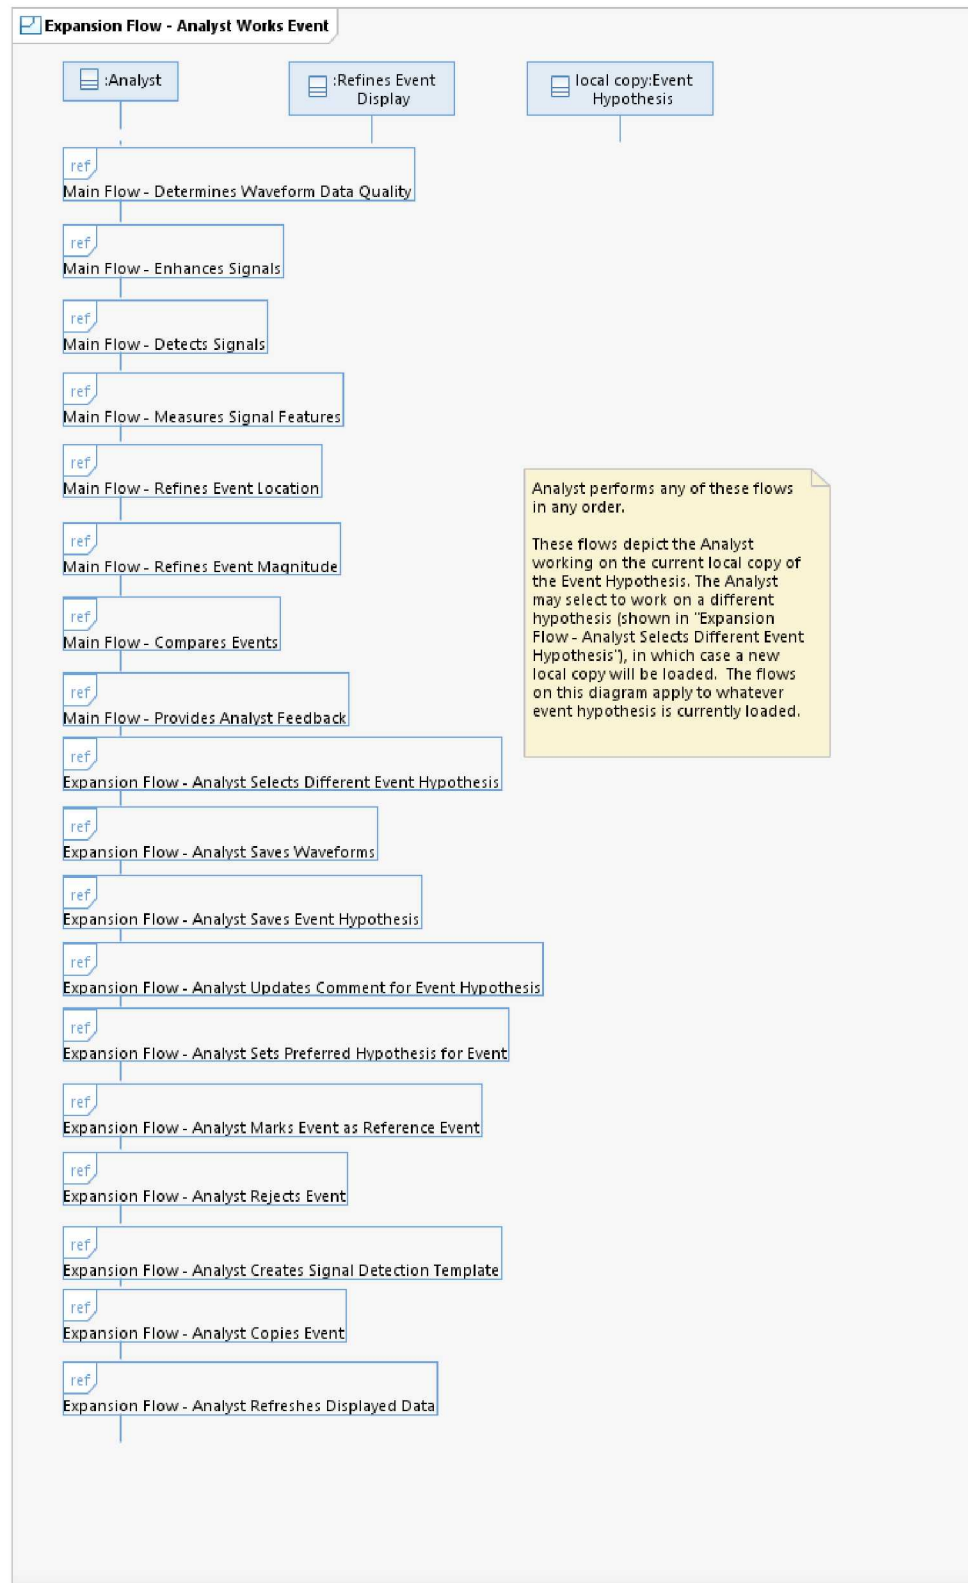 Expansion Flow - Analyst Works Event
:Analyst
:Refines Event
Display
local copy:Event
Hypothesis
ref
Main Flow - Determines Waveform Data Quality
ref
Main Flow - Enhances Signals
ref
Main Flow - Detects Signals
ref
Main Flow - Measures Signal Features
ref
Main Flow - Refines Event Location
ref
Main Flow - Refines Event Magnitude
ref
Main Flow - Compares Events
ref
Main Flow - Provides Analyst Feedback
ref
Expansion Flow - Analyst Selects Different Event Hypothesis
ref
Expansion Flow - Analyst Saves Waveforms
ref
Expansion Flow - Analyst Saves Event Hypothesis
ref
Expansion Flow - Analyst Updates Comment for Event Hypothesis
ref
Expansion Flow - Analyst Sets Preferred Hypothesis for Event
ref
Expansion Flow - Analyst Marks Event as Reference Event
ref
Expansion Flow - Analyst Rejects Event
ref
Expansion Flow - Analyst Creates Signal Detection Template
ref
Expansion Flow - Analyst Copies Event
ref
Expansion Flow - Analyst Refreshes Displayed Data
Analyst performs any of these flows
in any order.
These flows depict the Analyst
working on the current local copy of
the Event Hypothesis. The Analyst
may select to work on a different
hypothesis (shown in "Expansion
Flow - Analyst Selects Different Event
Hypothesis"), in which case a new
local copy will be loaded.  The flows
on this diagram apply to whatever
event hypothesis is currently loaded.